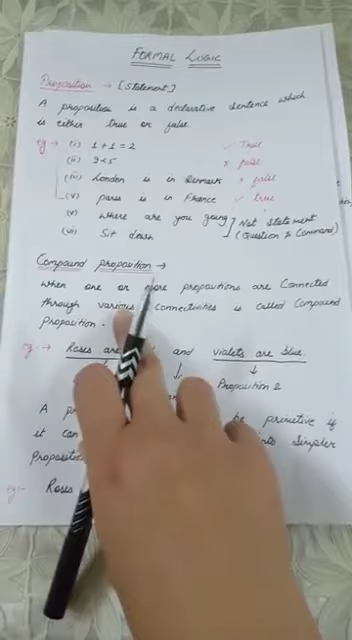 FORMAL LOGIC
Proposition → [Statement]
A proposition is a declarative sentence which
is either true or false
eg → (i) 1 + 1 = 2 ✓ True
(ii) 9 < 5 × false
(iii) London is in Denmark × false
(v) paris is in france ✓ true
(v) where are you going
(vi) Sit down
Not statement
(Question & Command)
Compound proposition →
when one or more propositions are Connected
through various connectivities is called Compound
Proposition.
eg → Roses are and violets are blue.
Proposition 2
A be primitive if
it can simpler
eg:- Roses